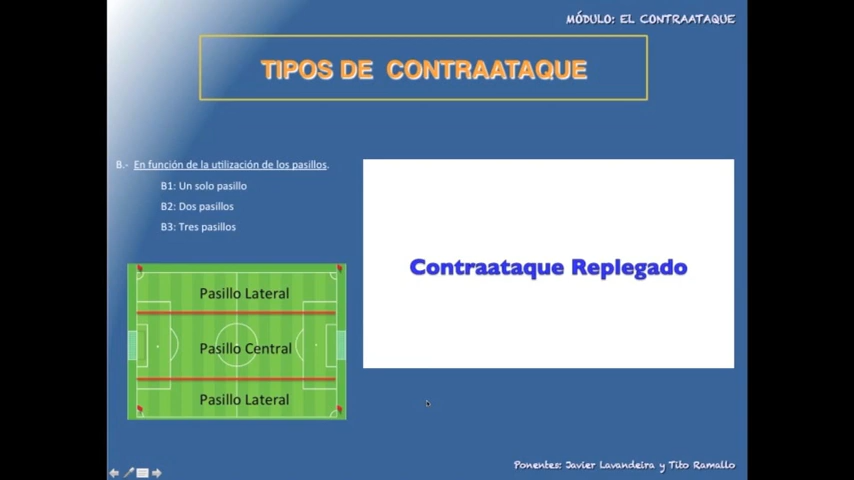 MÓDULO: EL CONTRAATAQUE
TIPOS DE CONTRAATAQUE
B.- En función de la utilización de los pasillos.
B1: Un solo pasillo
B2: Dos pasillos
B3: Tres pasillos
Pasillo Lateral
Pasillo Central
Pasillo Lateral
Contraataque Replegado
Ponentes: Javier Lavandeira y Tito Ramallo